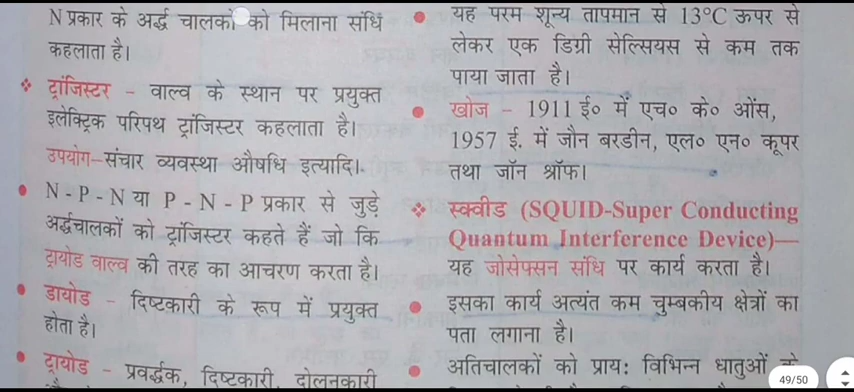 N प्रकार के अर्द्ध चालकों को मिलाना संधि
कहलाता है।
❖ ट्रांजिस्टर - वाल्व के स्थान पर प्रयुक्त
इलेक्ट्रिक परिपथ ट्रांजिस्टर कहलाता है।
उपयोग–संचार व्यवस्था औषधि इत्यादि।
• N - P - N या P - N - P प्रकार से जुड़े
अर्द्धचालकों को ट्रांजिस्टर कहते हैं जो कि
ट्रायोड वाल्व की तरह का आचरण करता है।
• डायोड - दिष्टकारी के रूप में प्रयुक्त
होता है।
• ट्रायोड - प्रवर्द्धक, दिष्टकारी, दोलनकारी
• यह परम शून्य तापमान से 13°C ऊपर से
लेकर एक डिग्री सेल्सियस से कम तक
पाया जाता है।
• खोज - 1911 ई० में एच० के० ओंस,
1957 ई. में जौन बरडीन, एल० एन० कूपर
तथा जॉन श्रॉफ।
❖ स्क्वीड (SQUID-Super Conducting
Quantum Interference Device)—
यह जोसेफ्सन संधि पर कार्य करता है।
• इसका कार्य अत्यंत कम चुम्बकीय क्षेत्रों का
पता लगाना है।
• अतिचालकों को प्राय: विभिन्न धातुओं के
49/50